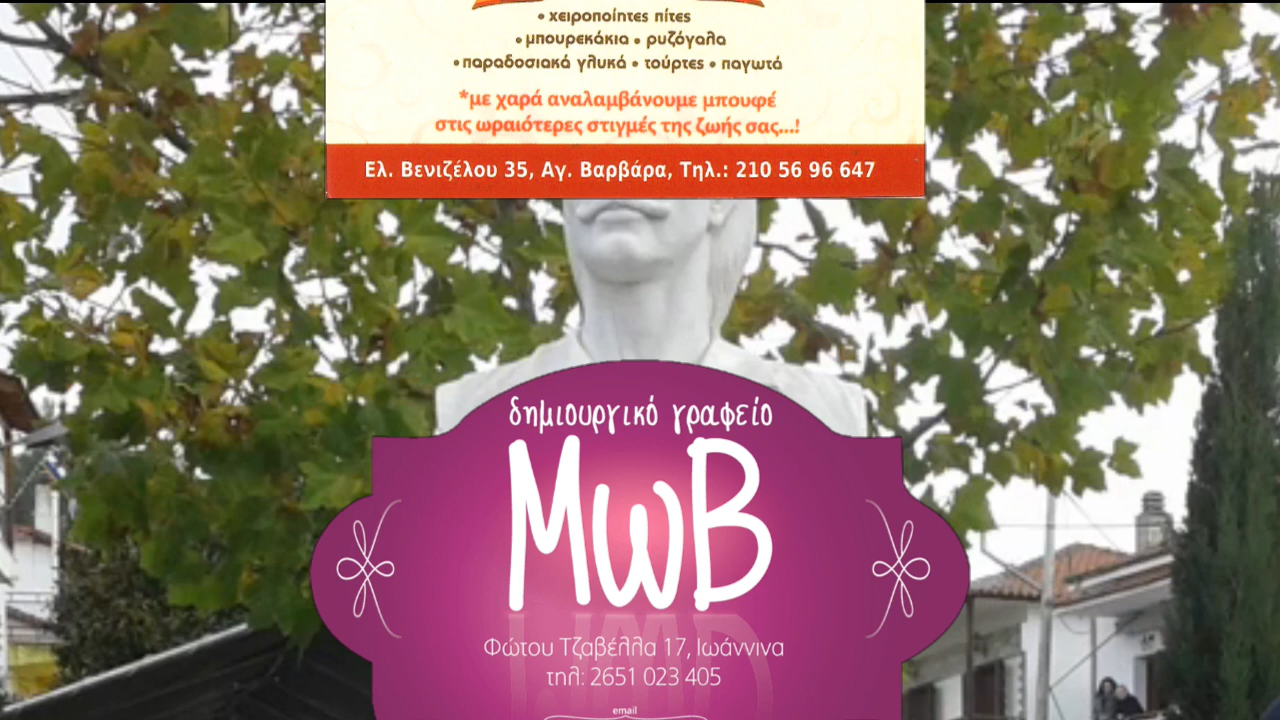 • χειροποίητες πίτες
• μπουρεκάκια • ρυζόγαλα
• παραδοσιακά γλυκά • τούρτες • παγωτά
*με χαρά αναλαμβάνουμε μπουφέ
στις ωραιότερες στιγμές της ζωής σας...!
Ελ. Βενιζέλου 35, Αγ. Βαρβάρα, Τηλ.: 210 56 96 647
δημιουργικό γραφείο
ΜωΒ
Φώτου Τζαβέλλα 17, Ιωάννινα
τηλ: 2651 023 405
email